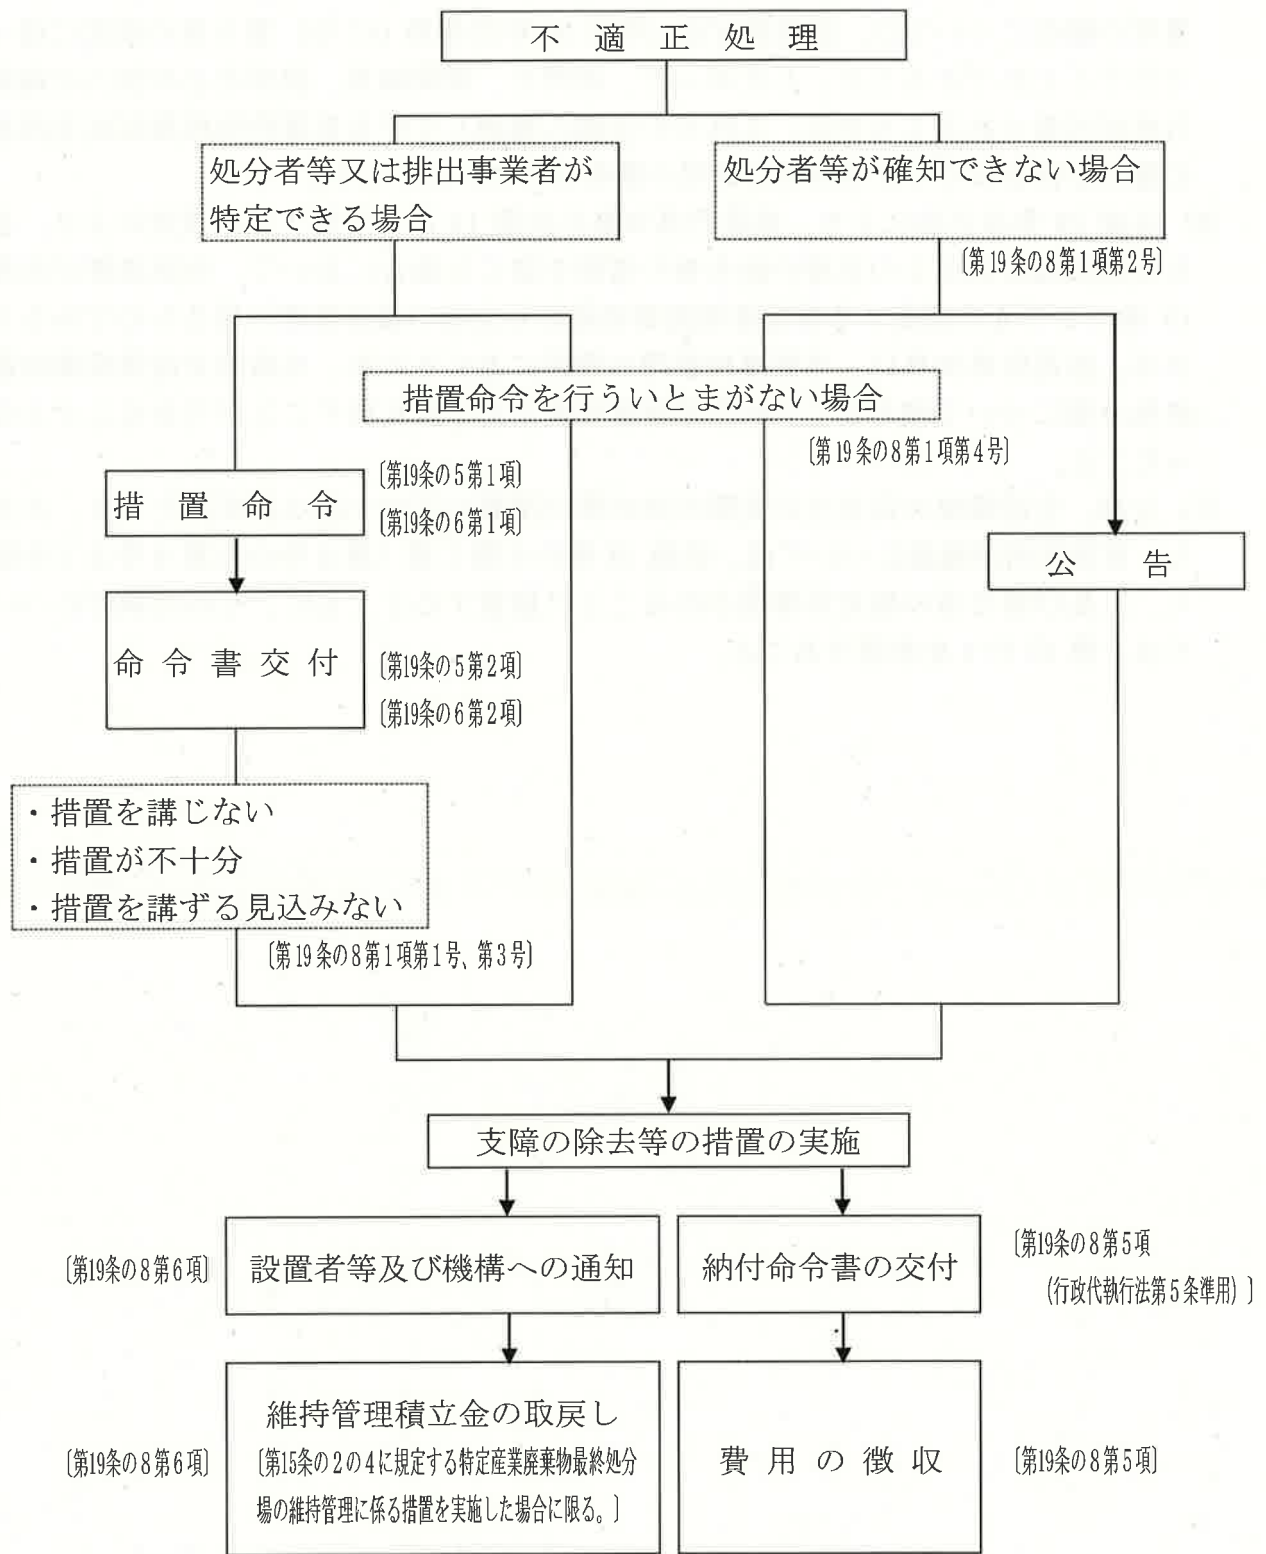 不適正処理
処分者等又は排出事業者が
特定できる場合
処分者等が確知できない場合
〔第19条の8第1項第2号〕
措置命令を行ういとまがない場合
〔第19条の8第1項第4号〕
措置命令
〔第19条の5第1項〕
〔第19条の6第1項〕
公告
命令書交付
〔第19条の5第2項〕
〔第19条の6第2項〕
・措置を講じない
・措置が不十分
・措置を講ずる見込みない
〔第19条の8第1項第1号、第3号〕
支障の除去等の措置の実施
〔第19条の8第6項〕
設置者等及び機構への通知
納付命令書の交付
〔第19条の8第5項
(行政代執行法第5条準用)〕
〔第19条の8第6項〕
維持管理積立金の取戻し
〔第15条の2の4に規定する特定産業廃棄物最終処分
場の維持管理に係る措置を実施した場合に限る。〕
費用の徴収
〔第19条の8第5項〕